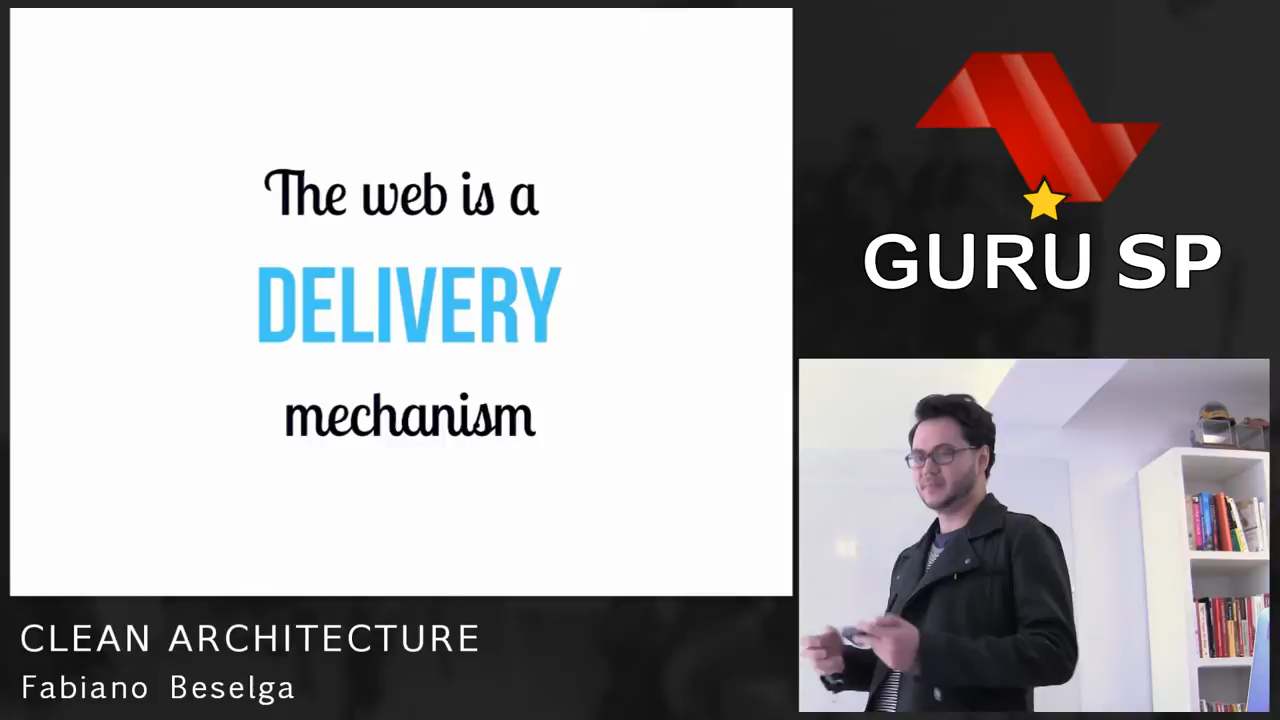 The web is a
DELIVERY
mechanism
GURU SP
CLEAN ARCHITECTURE
Fabiano Beselga